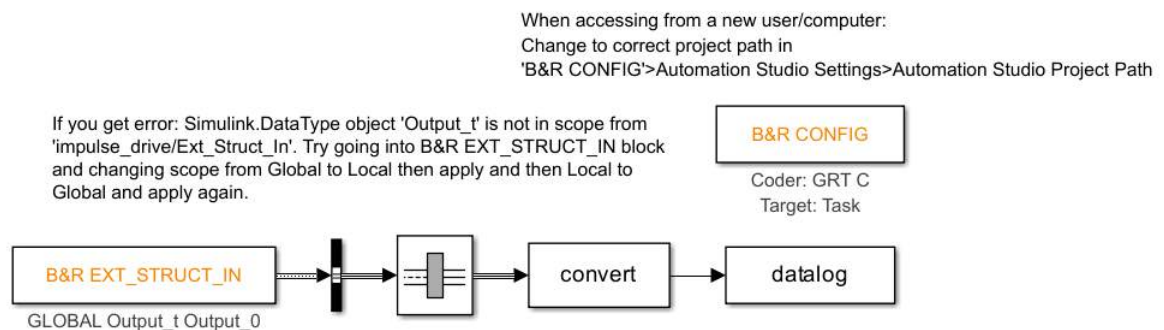 When accessing from a new user/computer:
Change to correct project path in
'B&R CONFIG'>Automation Studio Settings>Automation Studio Project Path
If you get error: Simulink.DataType object 'Output_t' is not in scope from
'impulse_drive/Ext_Struct_In'. Try going into B&R EXT_STRUCT_IN block
and changing scope from Global to Local then apply and then Local to
Global and apply again.
B&R CONFIG
Coder: GRT C
Target: Task
B&R EXT_STRUCT_IN
convert
datalog
GLOBAL Output_t Output_0